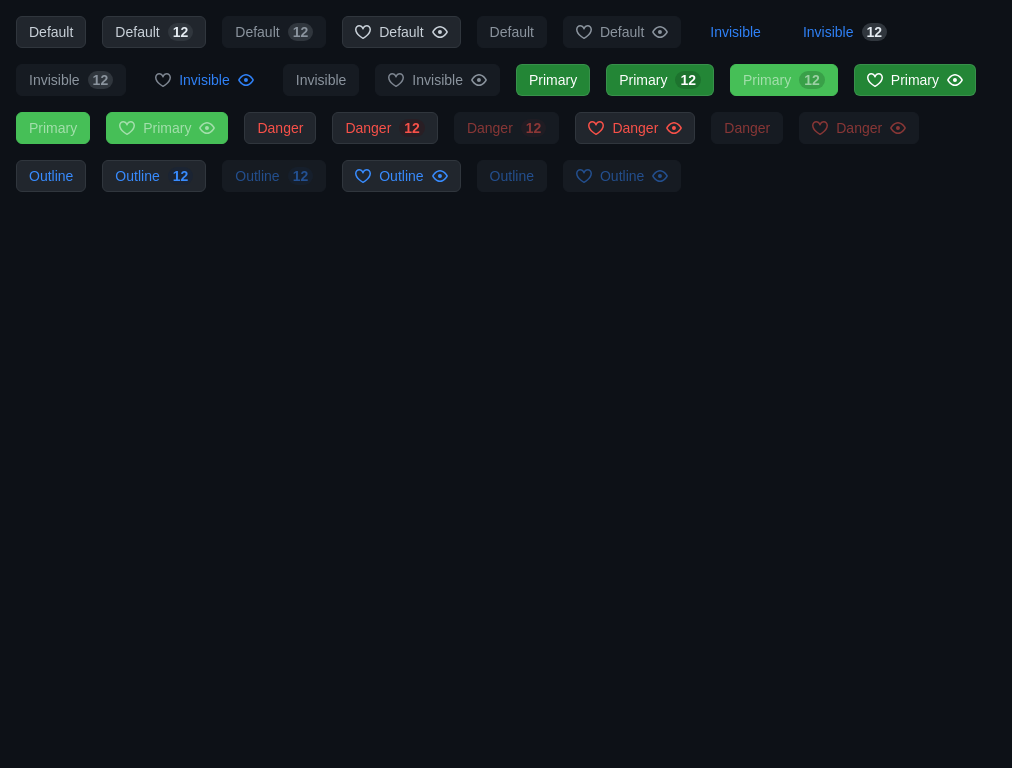 Default Default 12 Default 12 Default Default Default Invisible Invisible 12
Invisible 12 Invisible Invisible Invisible Primary Primary 12 Primary 12 Primary
Primary Primary Danger Danger 12 Danger 12 Danger Danger Danger
Outline Outline 12 Outline 12 Outline Outline Outline